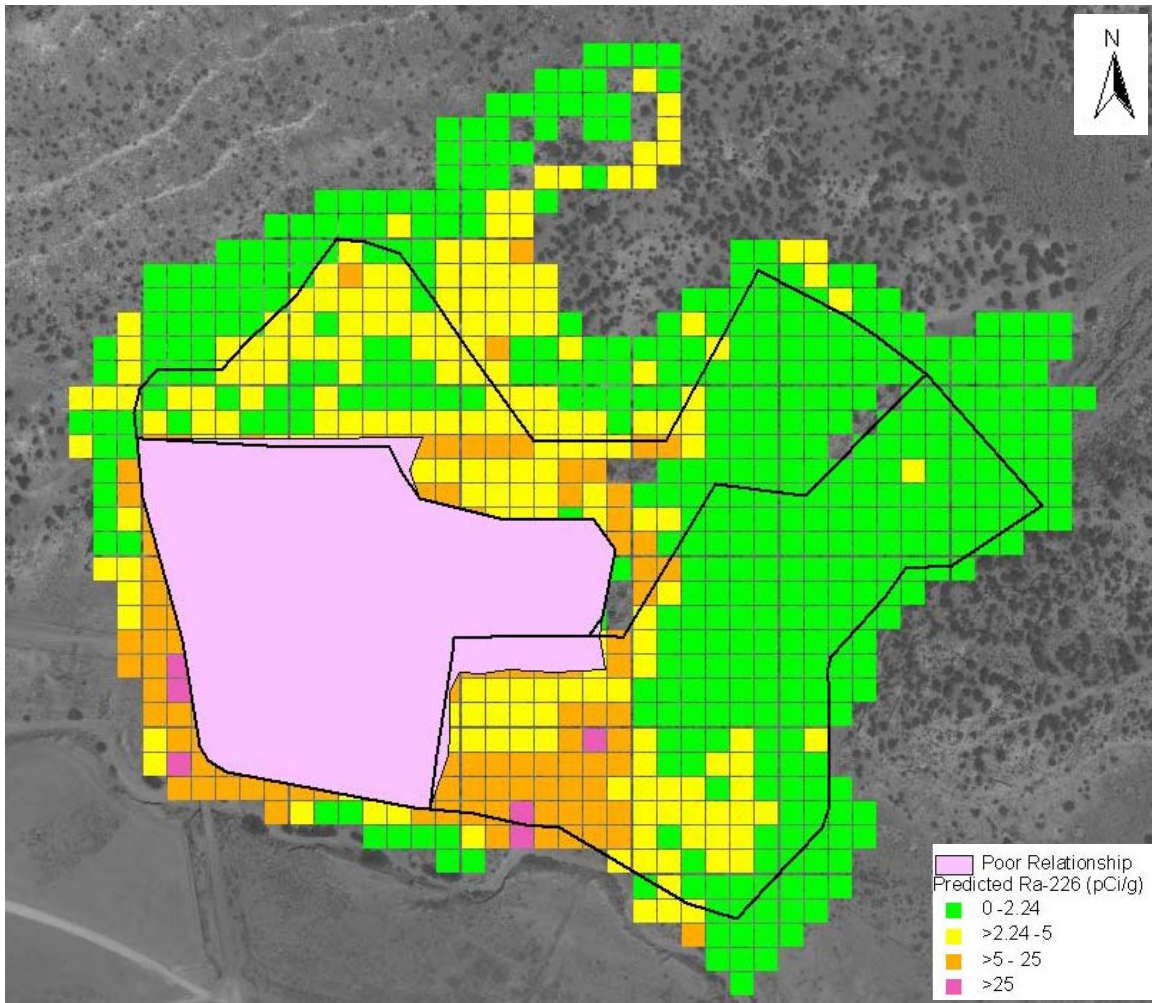 N
Poor Relationship
Predicted Ra-226 (pCi/g)
0 -2.24
>2.24 -5
>5 - 25
>25